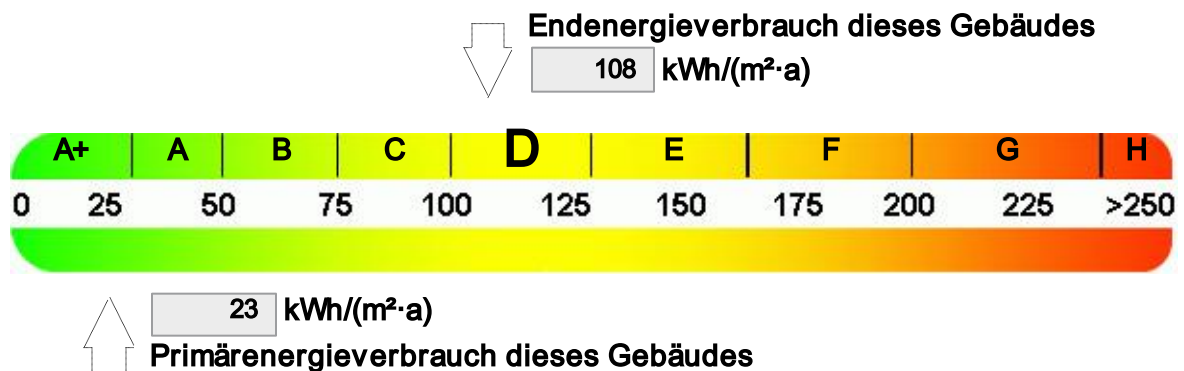 Endenergieverbrauch dieses Gebäudes
108 kWh/(m²·a)
A+ A B C D E F G H
0 25 50 75 100 125 150 175 200 225 >250
23 kWh/(m²·a)
Primärenergieverbrauch dieses Gebäudes